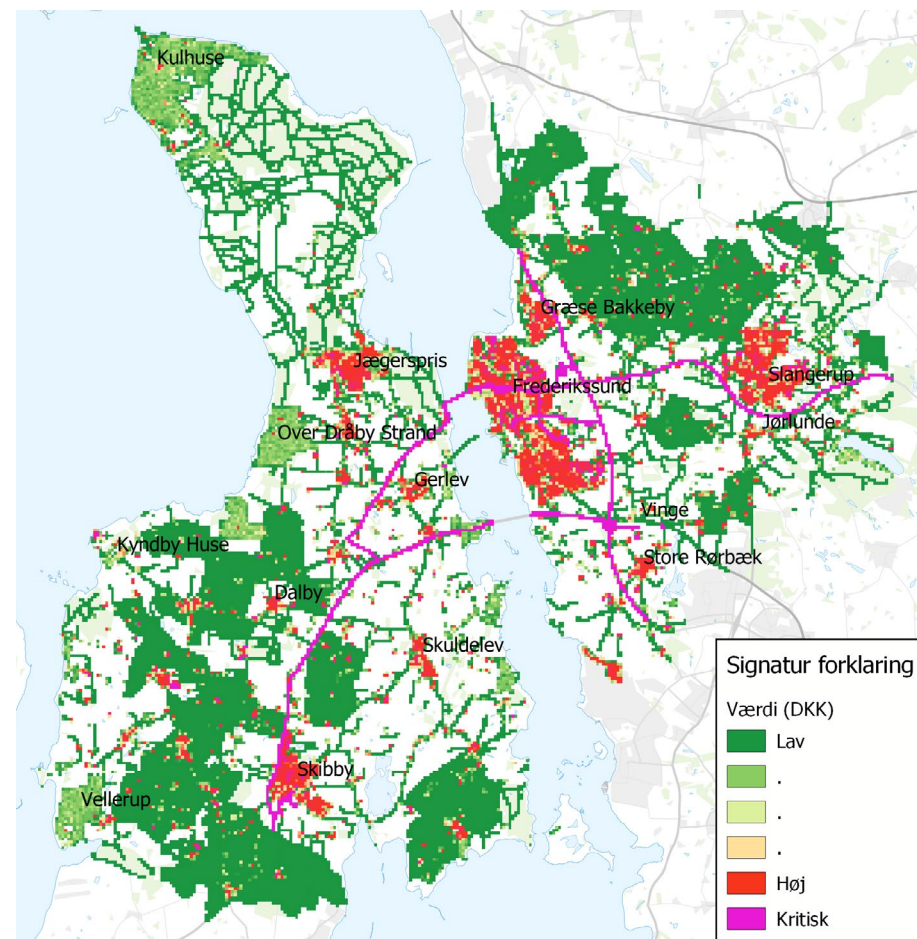 Kulhuse
Græse Bakkeby
Jægerspris
Slangerup
Frederikssund
Over Dråby Strand
Jørlunde
Gerlev
Vinge
Kyndby Huse
Store Rørbæk
Dalby
Skuldelev
Skibby
Vellerup
Signatur forklaring
Værdi (DKK)
Lav
.
.
.
Høj
Kritisk